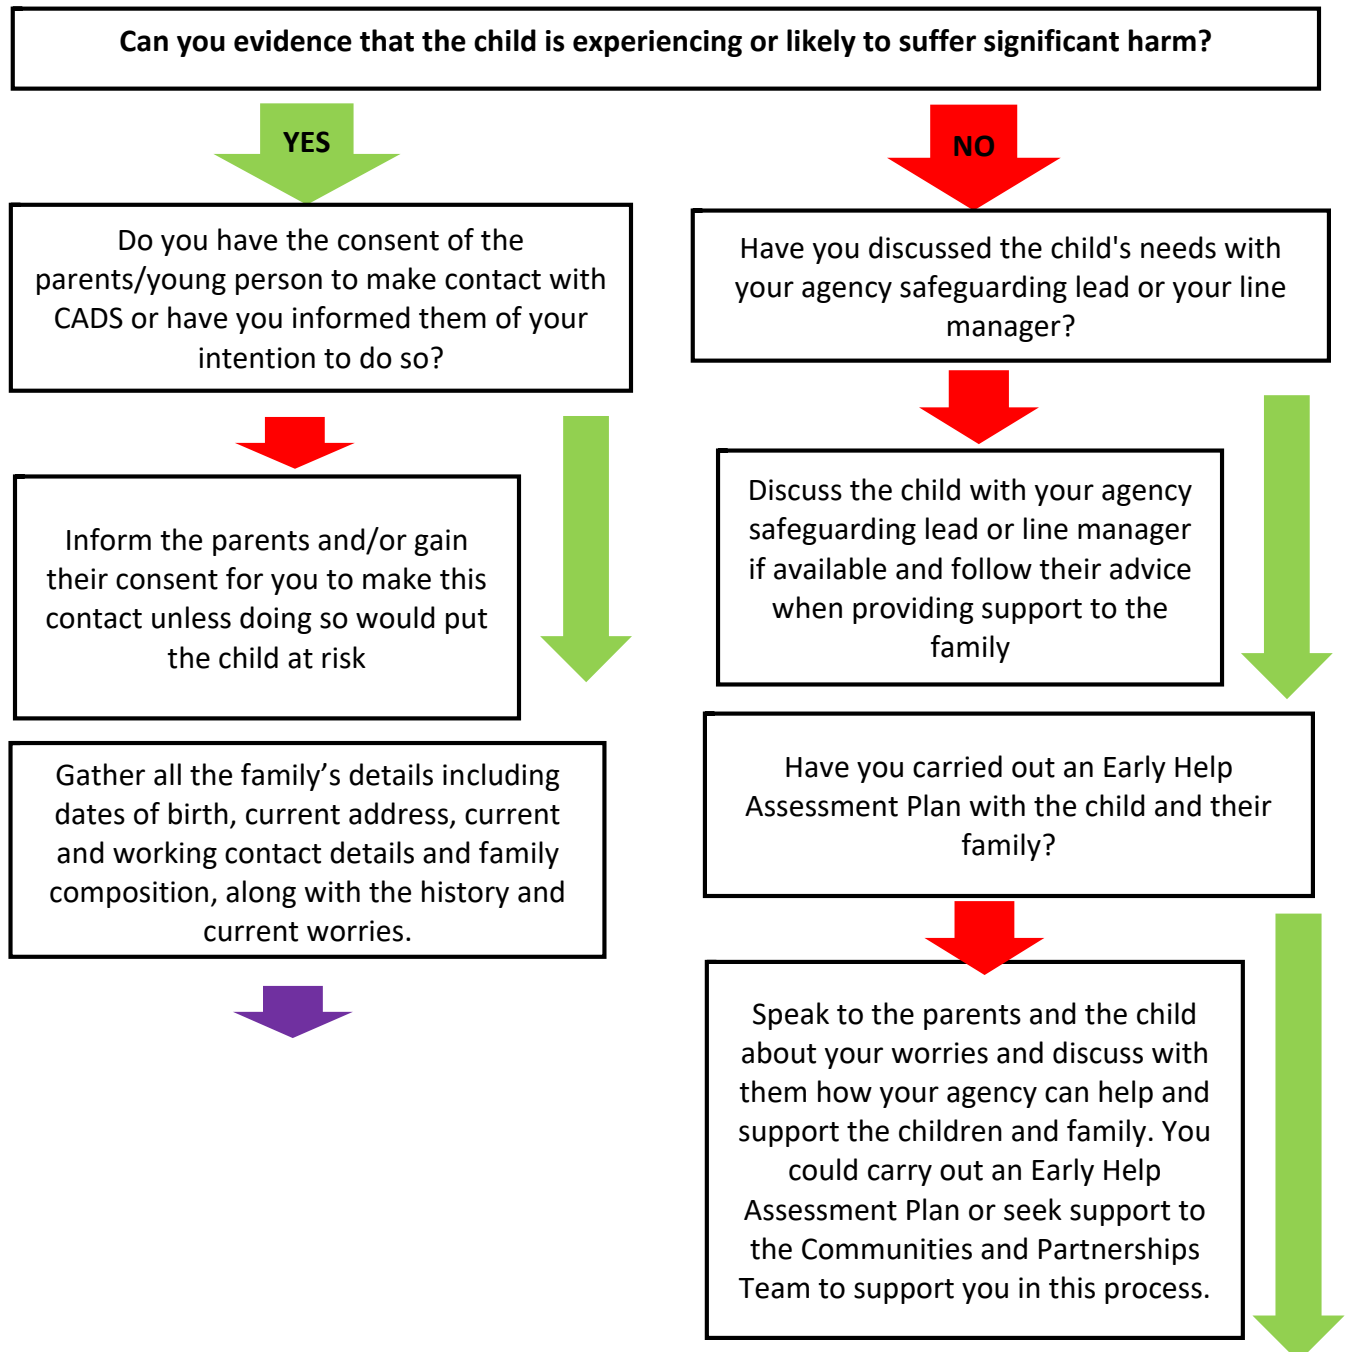 Can you evidence that the child is experiencing or likely to suffer significant harm?
YES
NO
Do you have the consent of the
parents/young person to make contact with
CADS or have you informed them of your
intention to do so?
Have you discussed the child's needs with
your agency safeguarding lead or your line
manager?
Inform the parents and/or gain
their consent for you to make this
contact unless doing so would put
the child at risk
Discuss the child with your agency
safeguarding lead or line manager
if available and follow their advice
when providing support to the
family
Gather all the family’s details including
dates of birth, current address, current
and working contact details and family
composition, along with the history and
current worries.
Have you carried out an Early Help
Assessment Plan with the child and their
family?
Speak to the parents and the child
about your worries and discuss with
them how your agency can help and
support the children and family. You
could carry out an Early Help
Assessment Plan or seek support to
the Communities and Partnerships
Team to support you in this process.